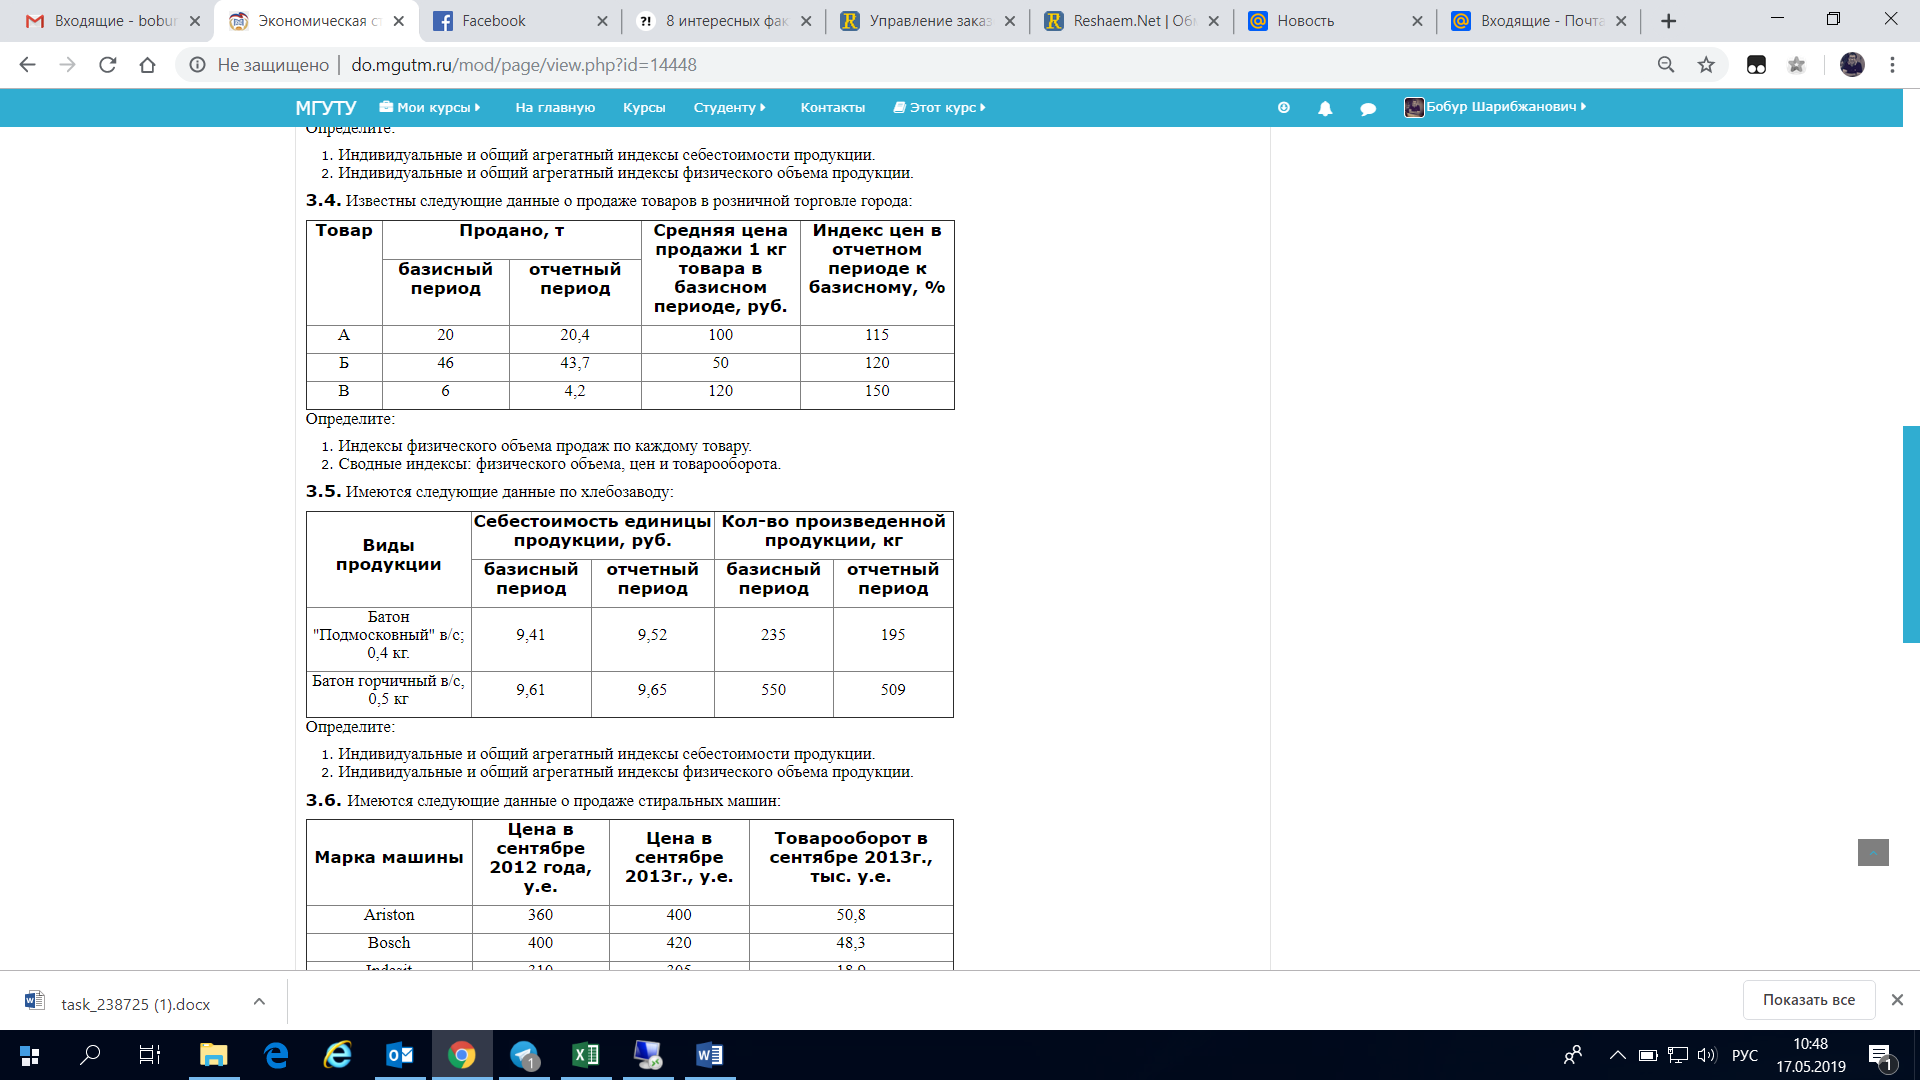 Входящие - bobur
Экономическая ст
Facebook
?! 8 интересных фак
R Управление заказ
R Reshaem.Net | Об
@ Новость
@ Входящие - Почта
Не защищено | do.mgutm.ru/mod/page/view.php?id=14448
МГУТУ Мои курсы На главную Курсы Студенту Контакты Этот курс Бобур Шарибжанович
Определите:
1. Индивидуальные и общий агрегатный индексы себестоимости продукции.
2. Индивидуальные и общий агрегатный индексы физического объема продукции.
3.4. Известны следующие данные о продаже товаров в розничной торговле города:
Товар
Продано, т
базисный период
отчетный период
Средняя цена продажи 1 кг товара в базисном периоде, руб.
Индекс цен в отчетном периоде к базисному, %
А 20 20,4 100 115
Б 46 43,7 50 120
В 6 4,2 120 150
Определите:
1. Индексы физического объема продаж по каждому товару.
2. Сводные индексы: физического объема, цен и товарооборота.
3.5. Имеются следующие данные по хлебозаводу:
Виды продукции
Себестоимость единицы продукции, руб.
Кол-во произведенной продукции, кг
базисный период
отчетный период
базисный период
отчетный период
Батон "Подмосковный" в/с; 0,4 кг. 9,41 9,52 235 195
Батон горчичный в/с, 0,5 кг 9,61 9,65 550 509
Определите:
1. Индивидуальные и общий агрегатный индексы себестоимости продукции.
2. Индивидуальные и общий агрегатный индексы физического объема продукции.
3.6. Имеются следующие данные о продаже стиральных машин:
Марка машины
Цена в сентябре 2012 года, у.е.
Цена в сентябре 2013г., у.е.
Товарооборот в сентябре 2013г., тыс. у.е.
Ariston 360 400 50,8
Bosch 400 420 48,3
Indesit 310 305 18,9
task_238725 (1).docx
Показать все
1
РУС
10:48
17.05.2019
1